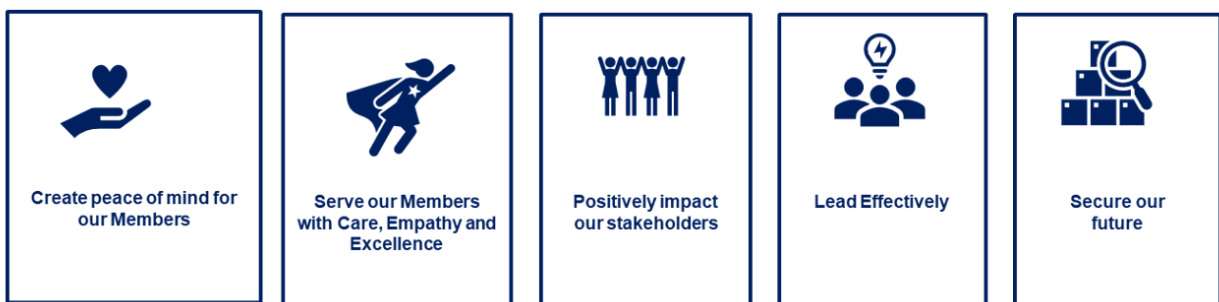 Create peace of mind for
our Members
Serve our Members
with Care, Empathy and
Excellence
Positively impact
our stakeholders
Lead Effectively
Secure our
future